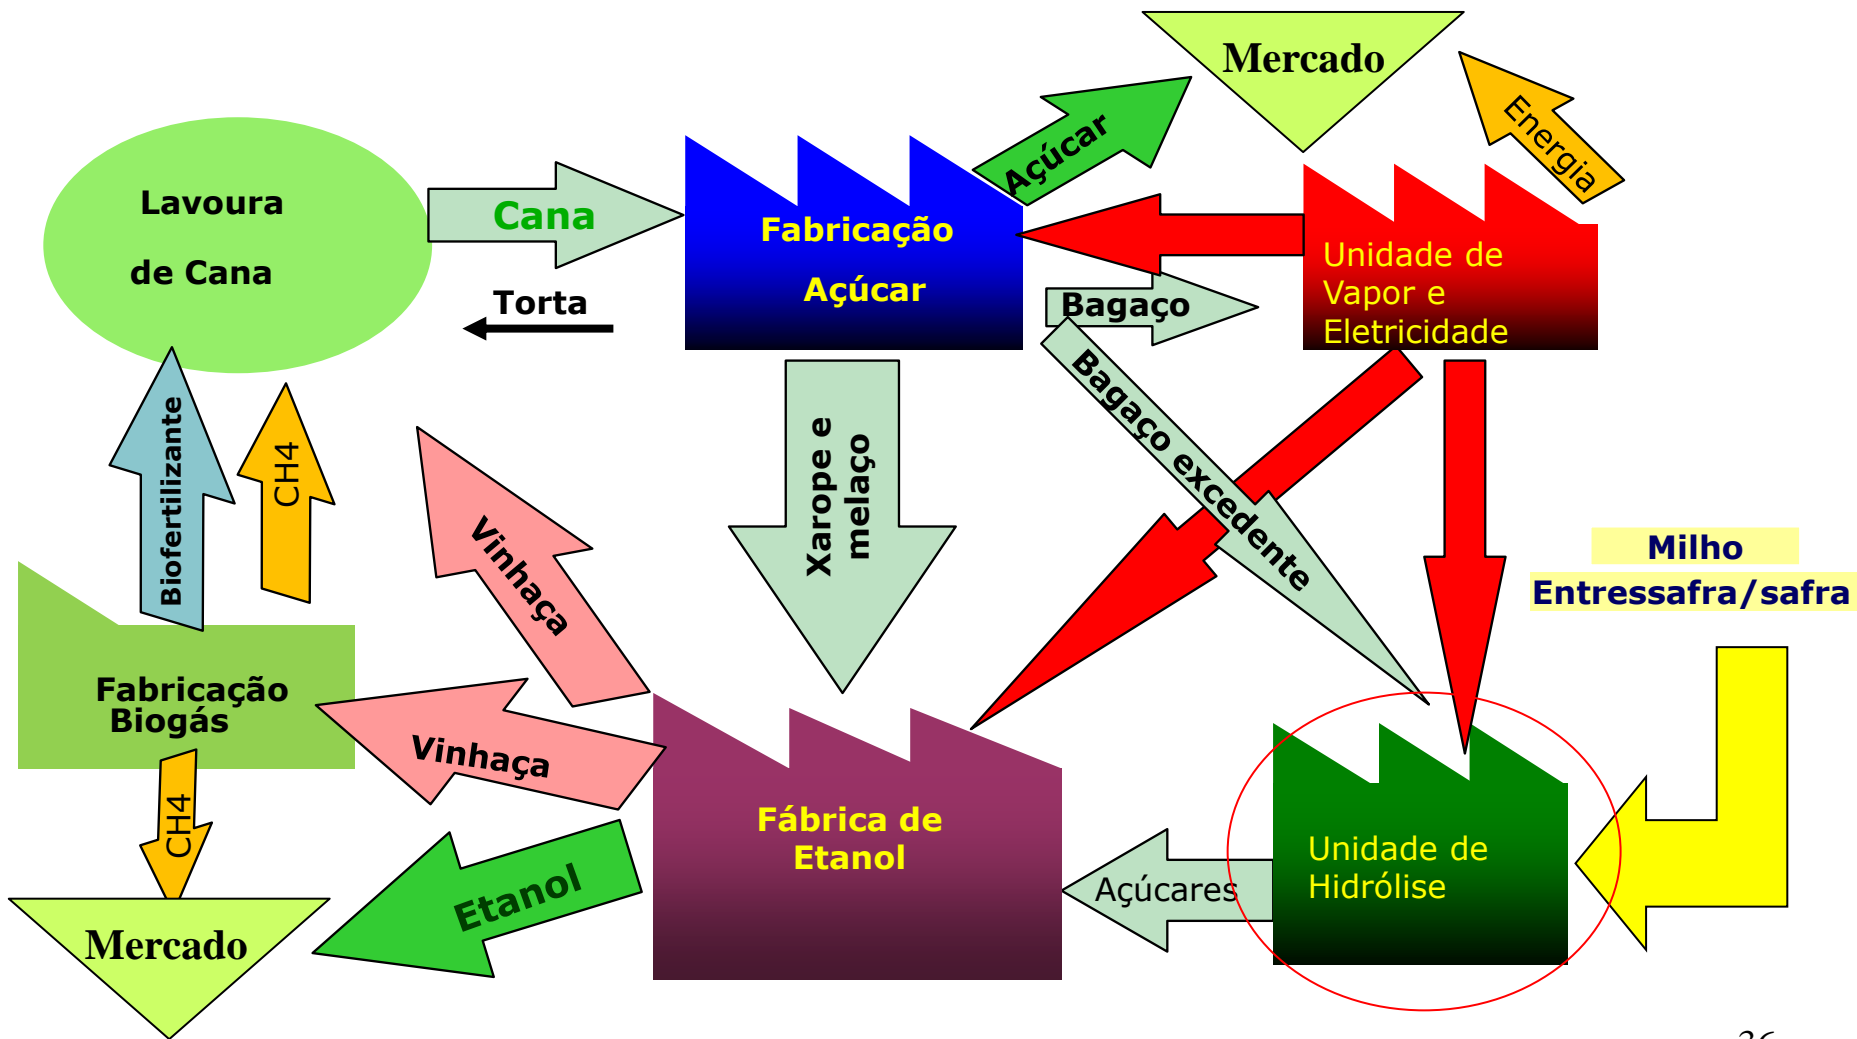 Mercado
Energia
Açúcar
Lavoura
de Cana
Cana
Fabricação
Açúcar
Unidade de
Vapor e
Eletricidade
Torta
Bagaço
Bagaço excedente
Xarope e
melaço
Biofertilizante
CH4
Vinhaça
Milho
Entressafra/safra
Fabricação
Biogás
Vinhaça
CH4
Fábrica de
Etanol
Unidade de
Hidrólise
Açúcares
Etanol
Mercado
36